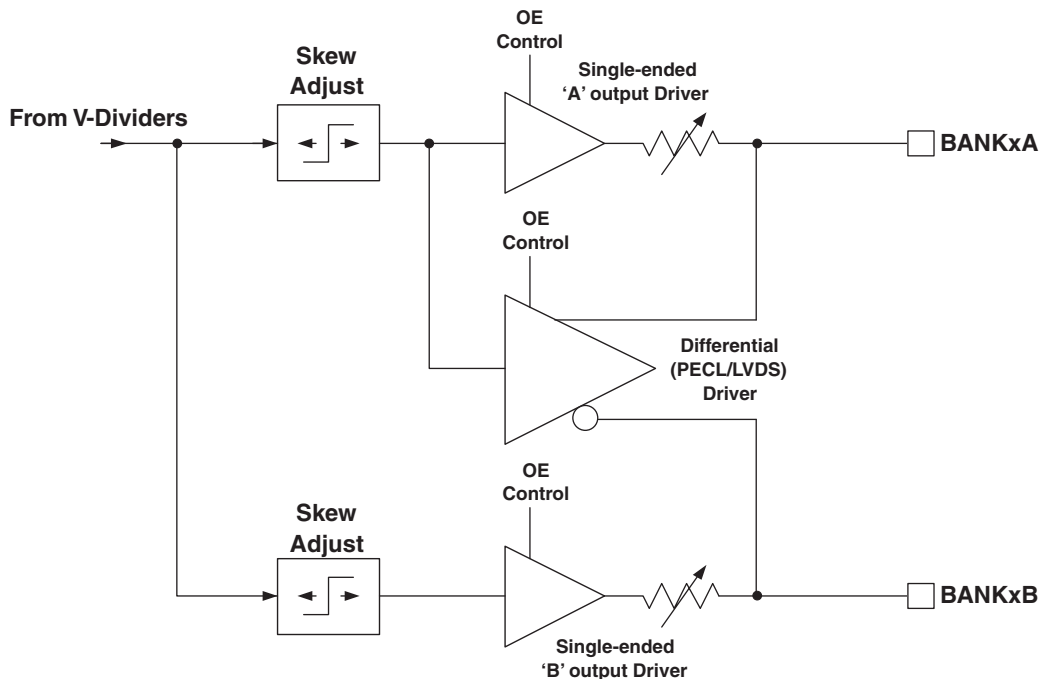 OE
Control
Skew
Adjust
Single-ended
‘A’ output Driver
From V-Dividers
BANKxA
OE
Control
Differential
(PECL/LVDS)
Driver
OE
Control
Skew
Adjust
BANKxB
Single-ended
‘B’ output Driver